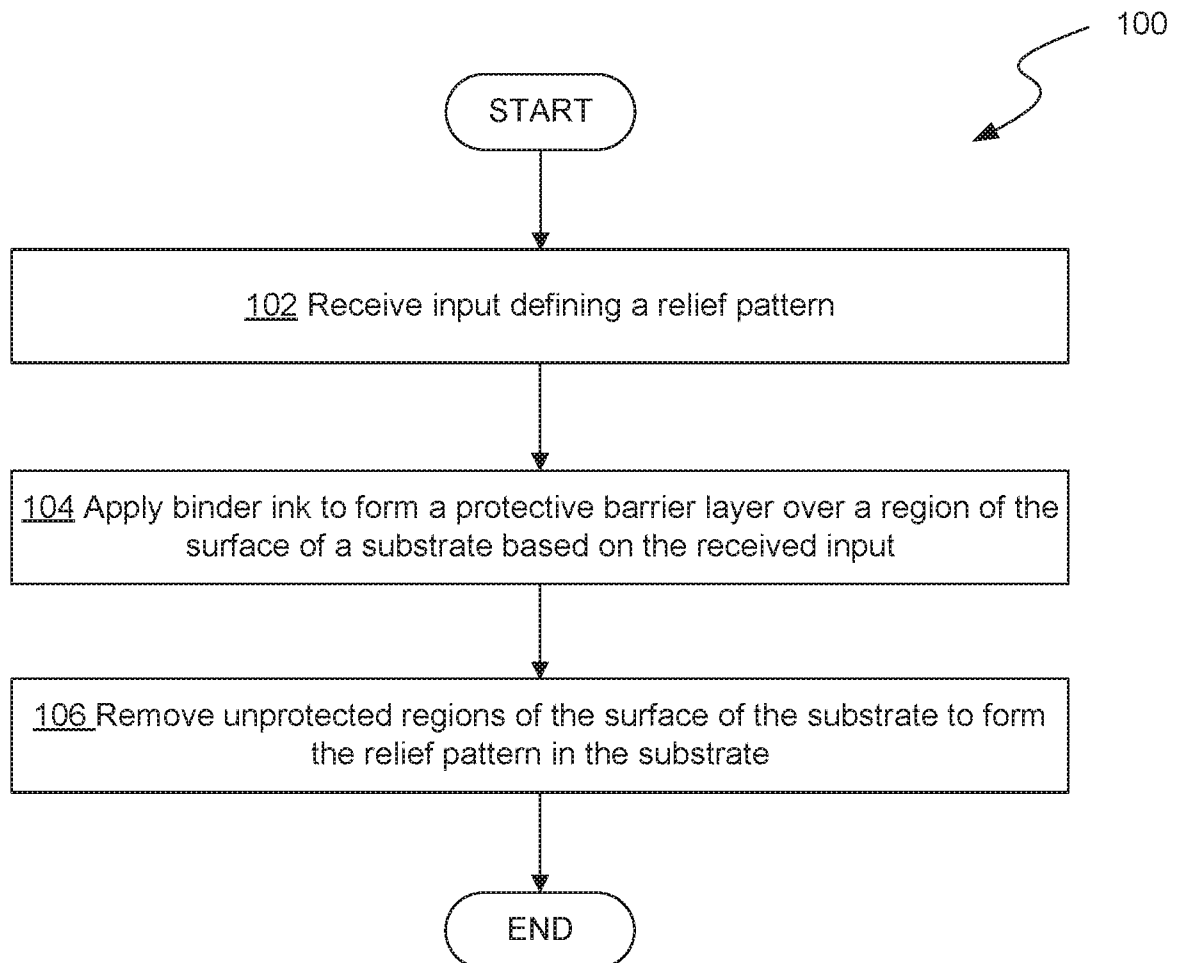 100
START
102 Receive input defining a relief pattern
104 Apply binder ink to form a protective barrier layer over a region of the
surface of a substrate based on the received input
106 Remove unprotected regions of the surface of the substrate to form
the relief pattern in the substrate
END